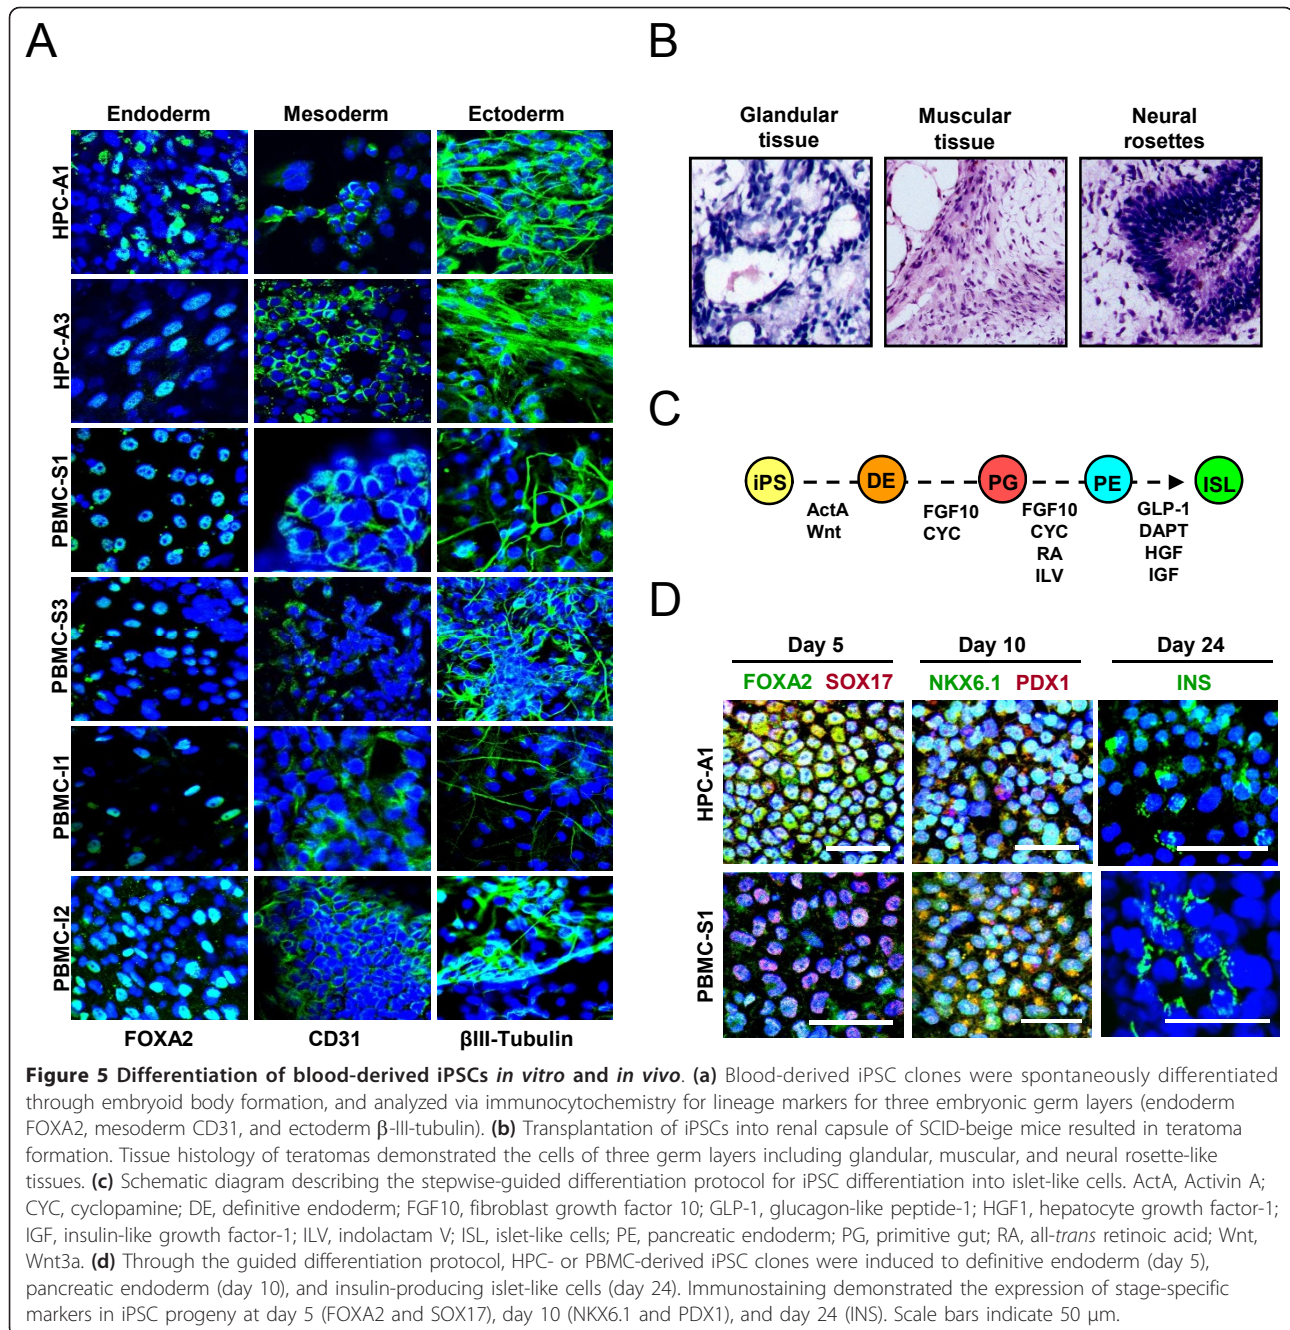 A
Endoderm Mesoderm Ectoderm
HPC-A1
HPC-A3
PBMC-S1
PBMC-S3
PBMC-I1
PBMC-I2
FOXA2 CD31 βIII-Tubulin
B
Glandular tissue
Muscular tissue
Neural rosettes
C
iPS DE PG PE ISL
ActA
Wnt
FGF10
CYC
FGF10
CYC
RA
ILV
GLP-1
DAPT
HGF
IGF
D
Day 5 Day 10 Day 24
FOXA2 SOX17 NKX6.1 PDX1 INS
HPC-A1
PBMC-S1
Figure 5 Differentiation of blood-derived iPSCs in vitro and in vivo. (a) Blood-derived iPSC clones were spontaneously differentiated
through embryoid body formation, and analyzed via immunocytochemistry for lineage markers for three embryonic germ layers (endoderm
FOXA2, mesoderm CD31, and ectoderm β-III-tubulin). (b) Transplantation of iPSCs into renal capsule of SCID-beige mice resulted in teratoma
formation. Tissue histology of teratomas demonstrated the cells of three germ layers including glandular, muscular, and neural rosette-like
tissues. (c) Schematic diagram describing the stepwise-guided differentiation protocol for iPSC differentiation into islet-like cells. ActA, Activin A;
CYC, cyclopamine; DE, definitive endoderm; FGF10, fibroblast growth factor 10; GLP-1, glucagon-like peptide-1; HGF1, hepatocyte growth factor-1;
IGF, insulin-like growth factor-1; ILV, indolactam V; ISL, islet-like cells; PE, pancreatic endoderm; PG, primitive gut; RA, all-trans retinoic acid; Wnt,
Wnt3a. (d) Through the guided differentiation protocol, HPC- or PBMC-derived iPSC clones were induced to definitive endoderm (day 5),
pancreatic endoderm (day 10), and insulin-producing islet-like cells (day 24). Immunostaining demonstrated the expression of stage-specific
markers in iPSC progeny at day 5 (FOXA2 and SOX17), day 10 (NKX6.1 and PDX1), and day 24 (INS). Scale bars indicate 50 μm.